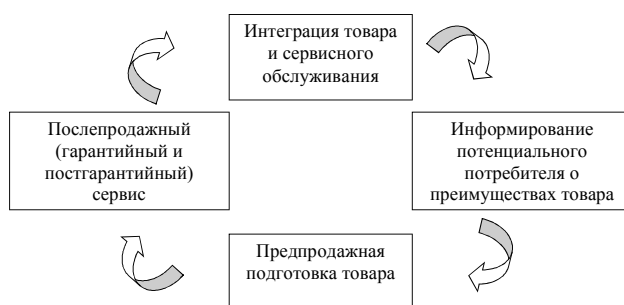 Интеграция товара
и сервисного
обслуживания
Послепродажный
(гарантийный и
постгарантийный)
сервис
Информирование
потенциального
потребителя о
преимуществах товара
Предпродажная
подготовка товара